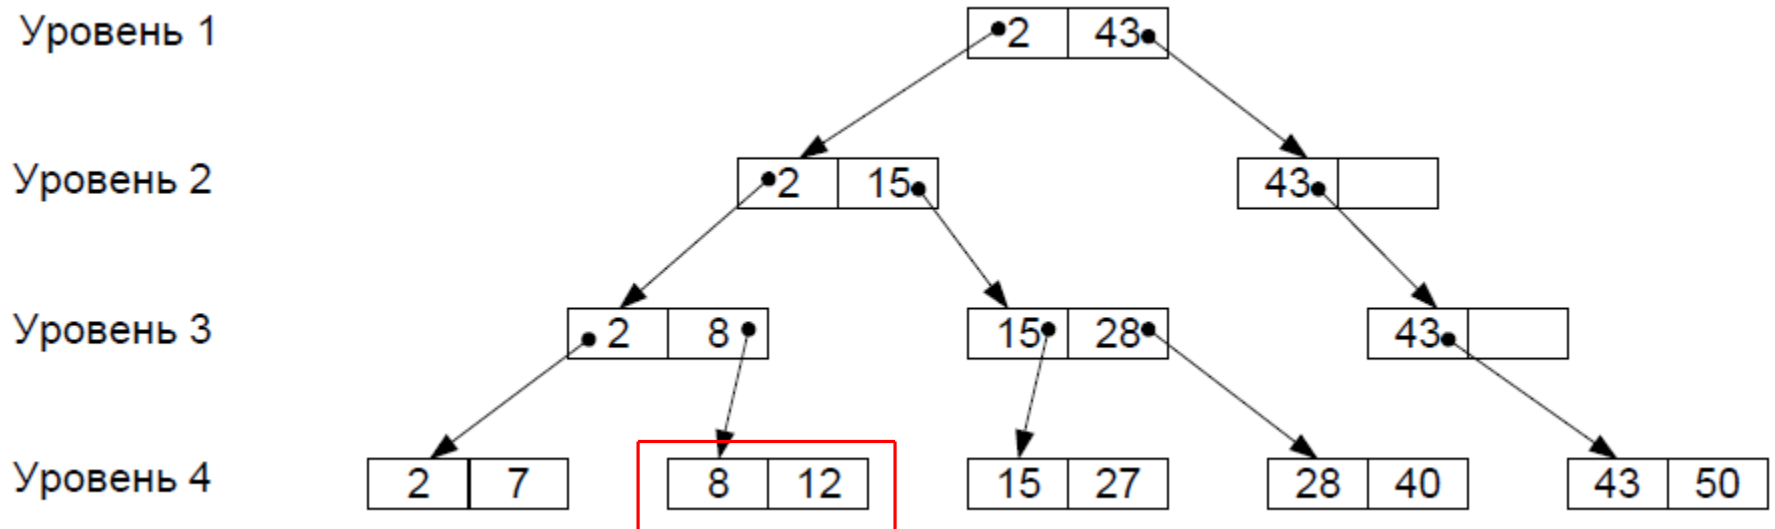 Уровень 1 2 43
Уровень 2 2 15 43
Уровень 3 2 8 15 28 43
Уровень 4 2 7 8 12 15 27 28 40 43 50